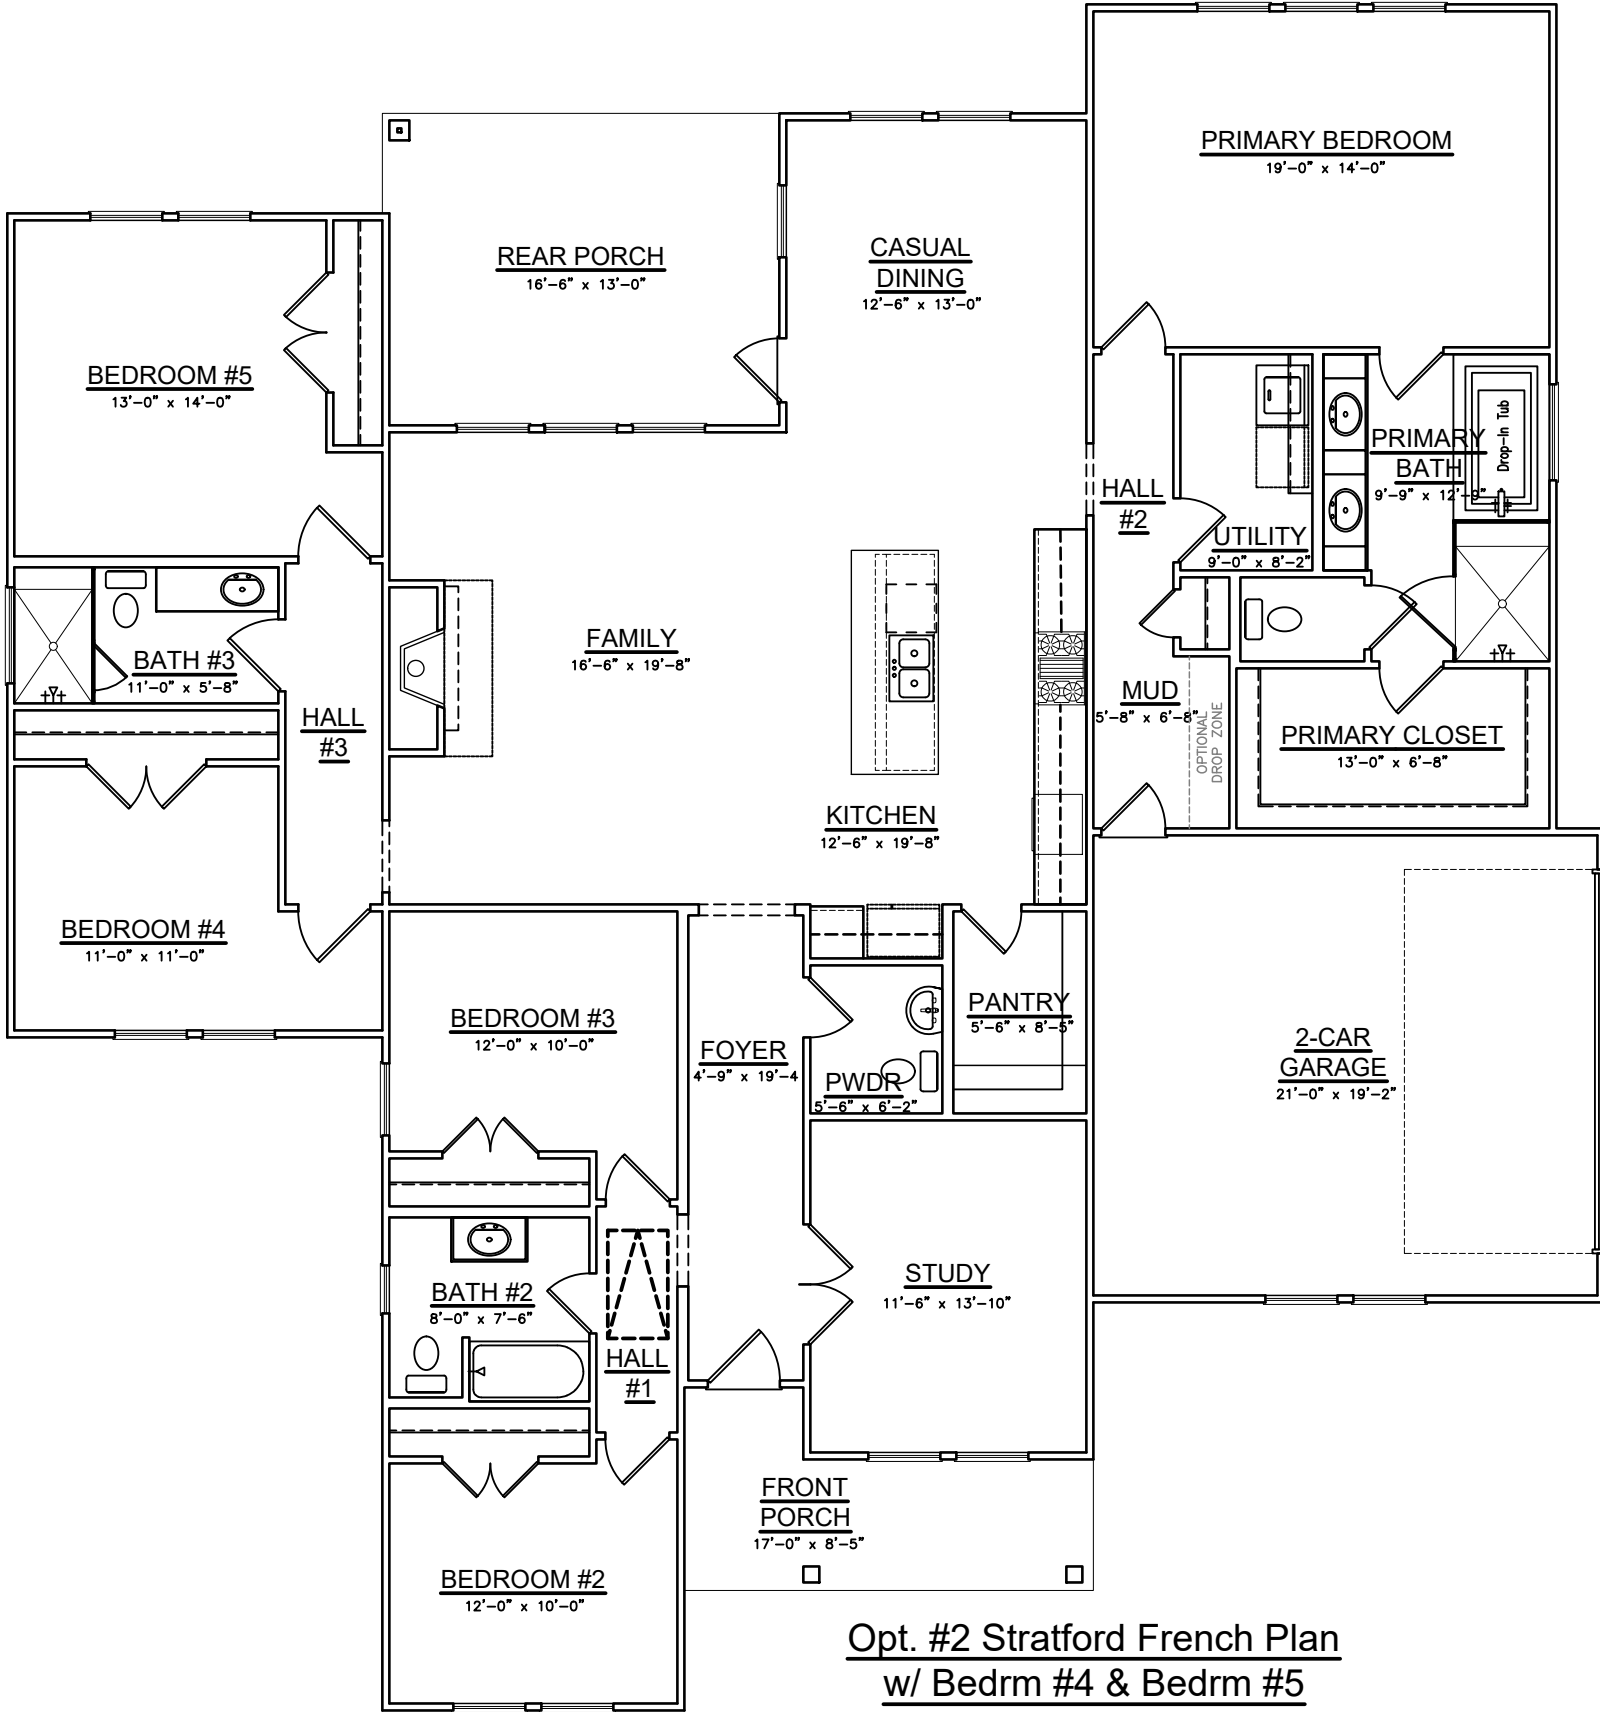 PRIMARY BEDROOM
19'-0" x 14'-0"
REAR PORCH
16'-6" x 13'-0"
CASUAL
DINING
12'-6" x 13'-0"
BEDROOM #5
13'-0" x 14'-0"
Drop-In Tub
PRIMARY
BATH
9'-9" x 12'-9"
HALL
#2
UTILITY
9'-0" x 8'-2"
FAMILY
16'-6" x 19'-8"
BATH #3
11'-0" x 5'-8"
HALL
#3
MUD
5'-8" x 6'-8"
OPTIONAL
DROP ZONE
PRIMARY CLOSET
13'-0" x 6'-8"
KITCHEN
12'-6" x 19'-8"
BEDROOM #4
11'-0" x 11'-0"
BEDROOM #3
12'-0" x 10'-0"
FOYER
4'-9" x 19'-4
PWDR
5'-6" x 6'-2"
PANTRY
5'-6" x 8'-5"
2-CAR
GARAGE
21'-0" x 19'-2"
BATH #2
8'-0" x 7'-6"
HALL
#1
STUDY
11'-6" x 13'-10"
FRONT
PORCH
17'-0" x 8'-5"
BEDROOM #2
12'-0" x 10'-0"
Opt. #2 Stratford French Plan
w/ Bedrm #4 & Bedrm #5